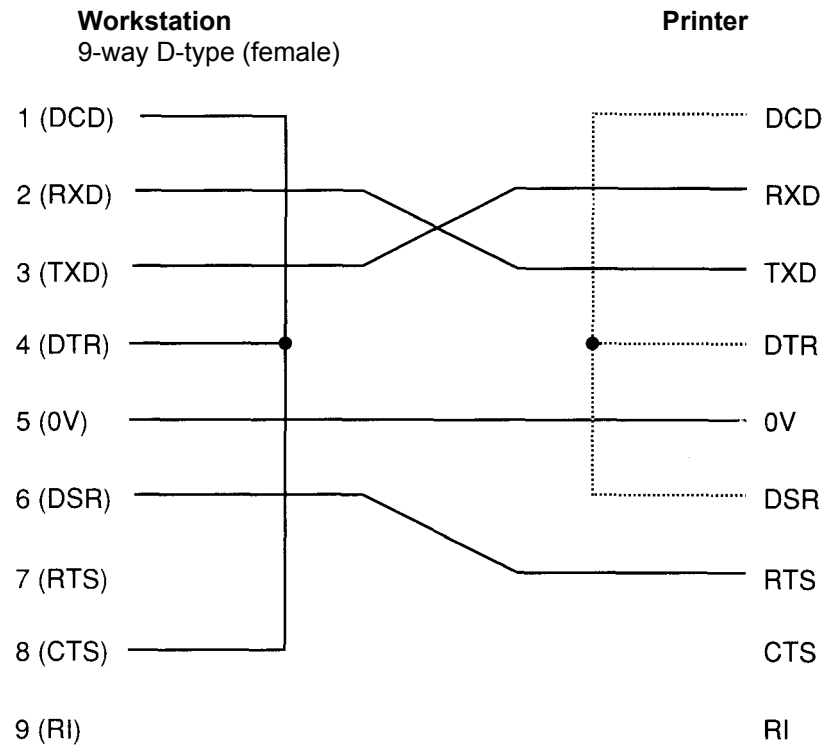 Workstation Printer
9-way D-type (female)
1 (DCD) DCD
2 (RXD) RXD
3 (TXD) TXD
4 (DTR) DTR
5 (0V) 0V
6 (DSR) DSR
7 (RTS) RTS
8 (CTS) CTS
9 (RI) RI